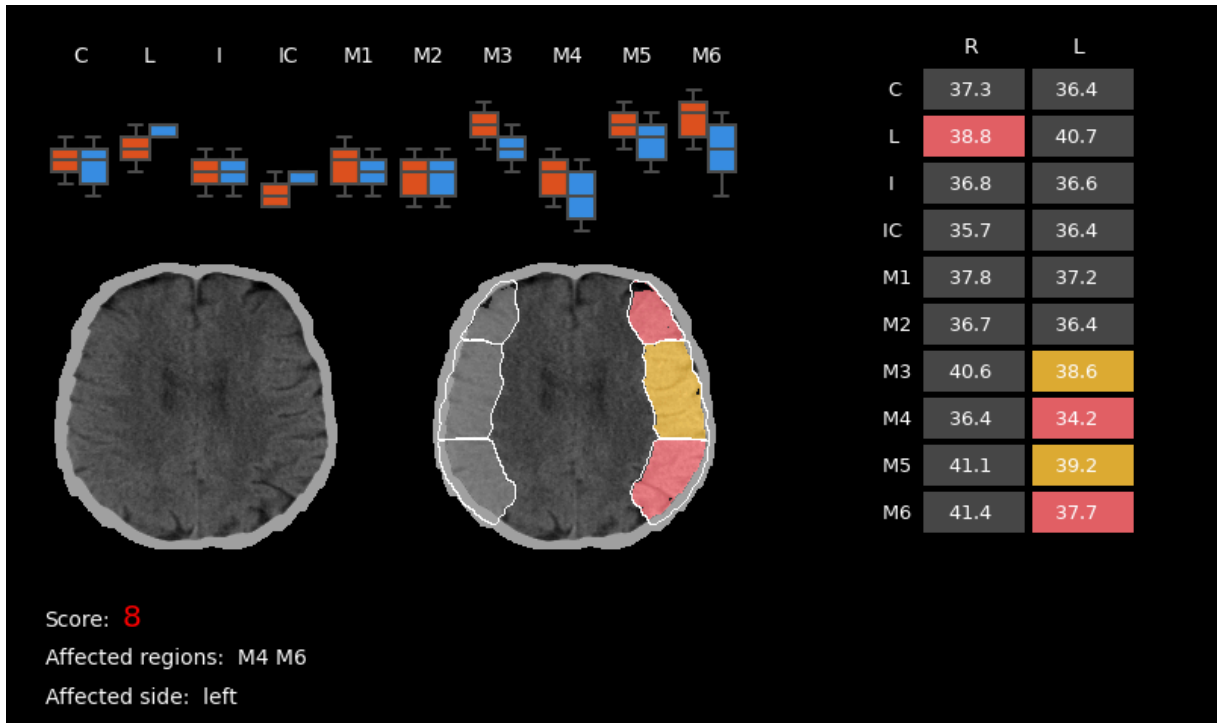 C L I IC M1 M2 M3 M4 M5 M6
R L
C 37.3 36.4
L 38.8 40.7
I 36.8 36.6
IC 35.7 36.4
M1 37.8 37.2
M2 36.7 36.4
M3 40.6 38.6
M4 36.4 34.2
M5 41.1 39.2
M6 41.4 37.7
Score: 8
Affected regions: M4 M6
Affected side: left